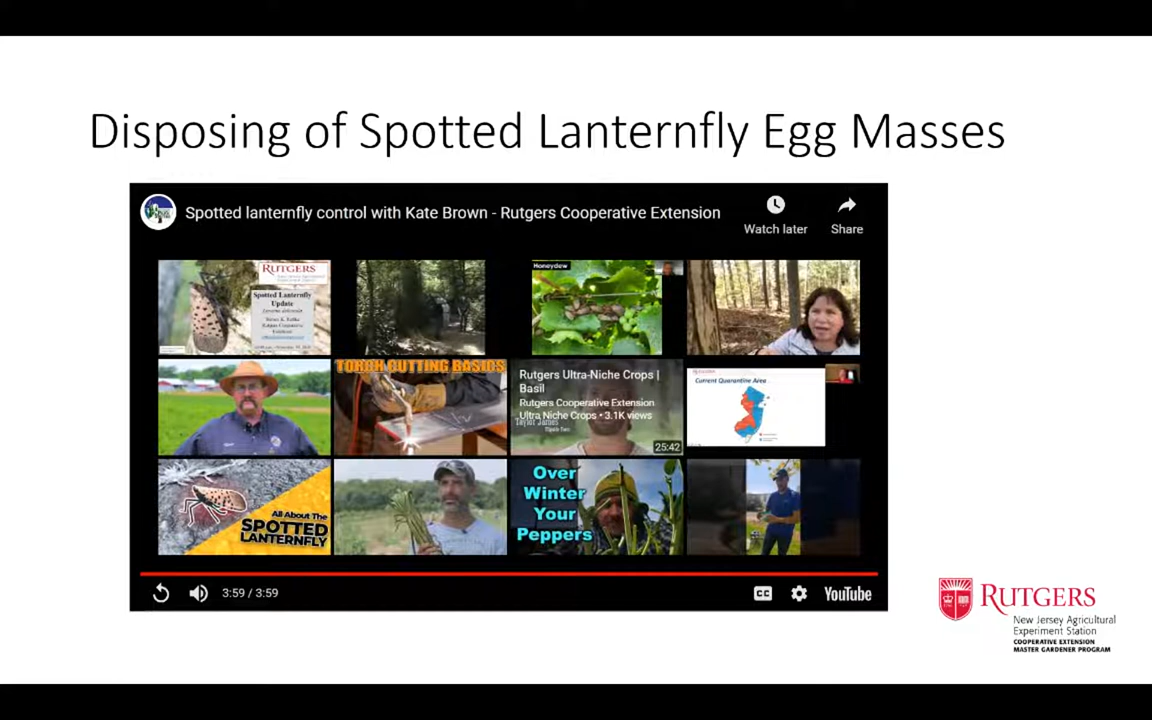 Disposing of Spotted Lanternfly Egg Masses
Spotted lanternfly control with Kate Brown - Rutgers Cooperative Extension
Watch later
Share
RUTGERS
Spotted Lanternfly
Update
Honeydew
TORCH CUTTING BASICS
Rutgers Ultra-Niche Crops |
Basil
Rutgers Cooperative Extension
Ultra Niche Crops • 3.1K views
Taylor James
25:42
Current Quarantine Area
All About The
SPOTTED
LANTERNFLY
Over
Winter
Your
Peppers
3:59 / 3:59
CC
YouTube
RUTGERS
New Jersey Agricultural
Experiment Station
COOPERATIVE EXTENSION
MASTER GARDENER PROGRAM